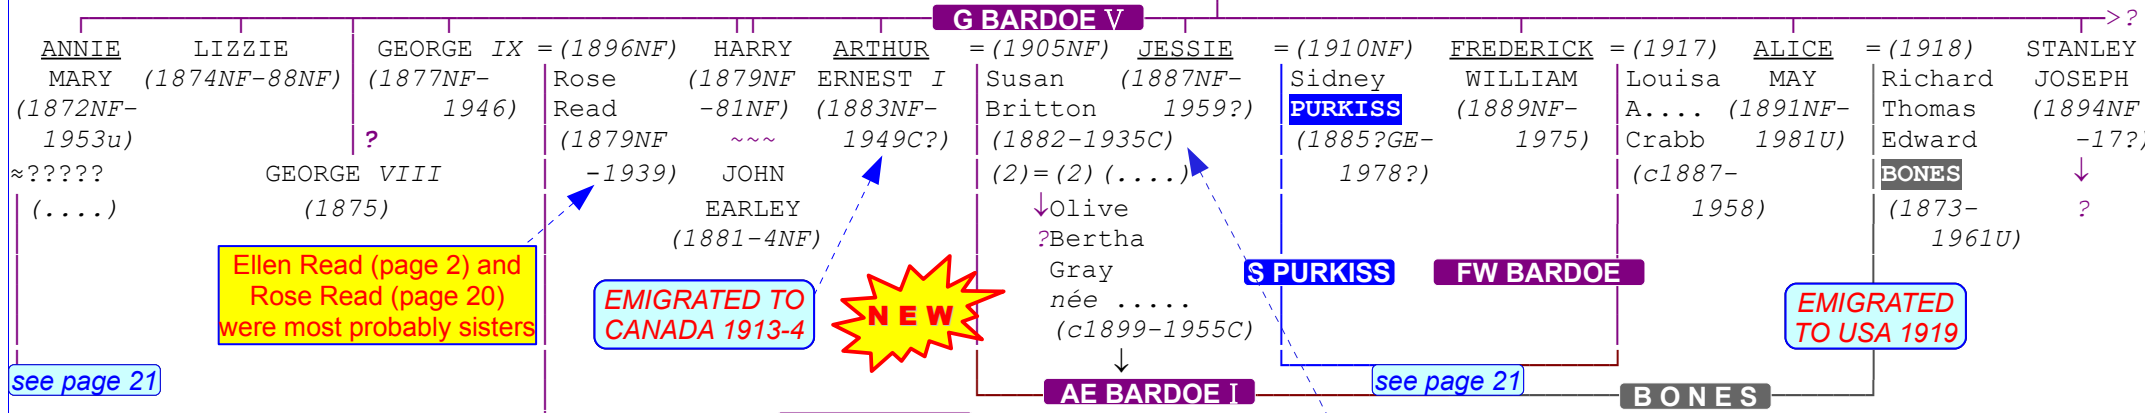 G BARDOE V
>?
ANNIE LIZZIE GEORGE IX =(1896NF) HARRY ARTHUR =(1905NF) JESSIE =(1910NF) FREDERICK =(1917) ALICE =(1918) STANLEY
MARY (1874NF-88NF) (1877NF- Rose (1879NF ERNEST I Susan (1887NF- Sidney WILLIAM Louisa MAY Richard JOSEPH
(1872NF- 1946) Read -81NF) (1883NF- Britton 1959?) PURKISS (1889NF- A.... (1891NF- Thomas (1894NF
1953u) ? (1879NF ~~~ 1949C?) (1882-1935C) (1885?GE- 1975) Crabb 1981U) Edward -17?)
≈????? GEORGE VIII -1939) JOHN (2)=(2) (....) 1978?) (c1887- BONES ↓
(....) (1875) EARLEY ↓Olive 1958) (1873- ?
(1881-4NF) ?Bertha 1961U)
Ellen Read (page 2) and Gray S PURKISS FW BARDOE
Rose Read (page 20) EMIGRATED TO NEW née ..... EMIGRATED
were most probably sisters CANADA 1913-4 (c1899-1955C) TO USA 1919
↓
see page 21 see page 21
AE BARDOE I BONES